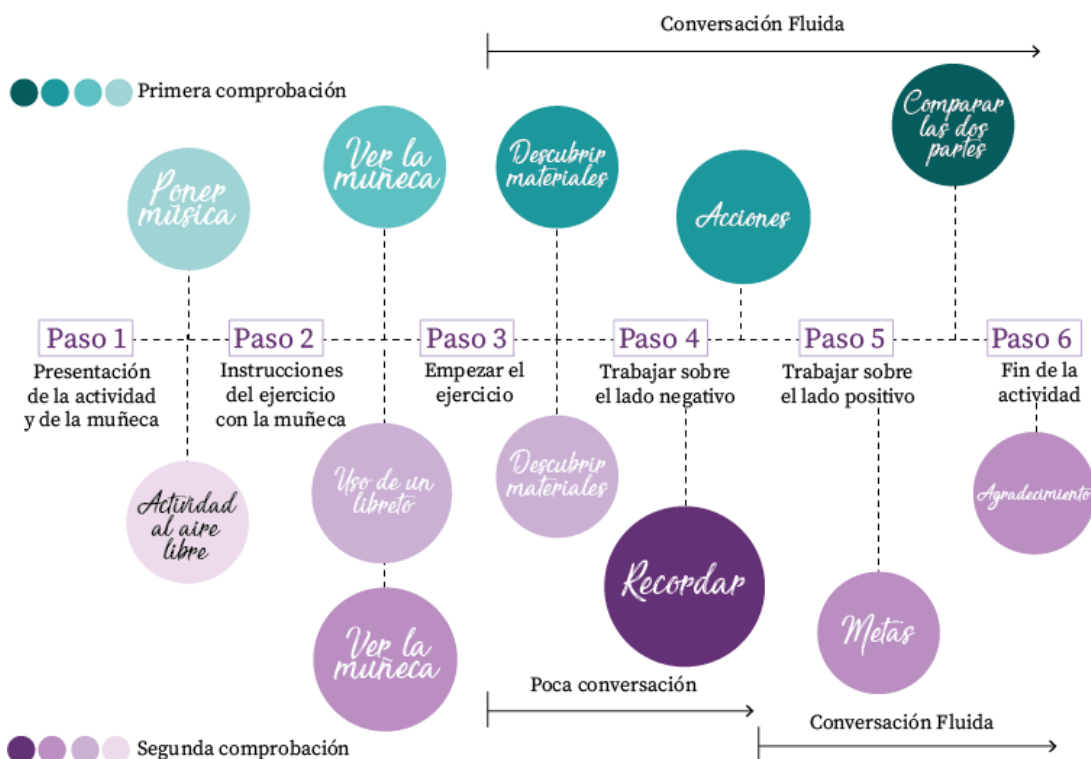 Conversación Fluida
Primera comprobación
Poner
música
Ver la
muñeca
Descubrir
materiales
Acciones
Comparar
las dos
partes
Paso 1
Presentación
de la actividad
y de la muñeca
Paso 2
Instrucciones
del ejercicio
con la muñeca
Paso 3
Empezar el
ejercicio
Paso 4
Trabajar sobre
el lado negativo
Paso 5
Trabajar sobre
el lado positivo
Paso 6
Fin de la
actividad
Actividad
al aire
libre
Uso de un
libreto
Ver la
muñeca
Descubrir
materiales
Recordar
Metas
Agradecimiento
Poca conversación
Conversación Fluida
Segunda comprobación